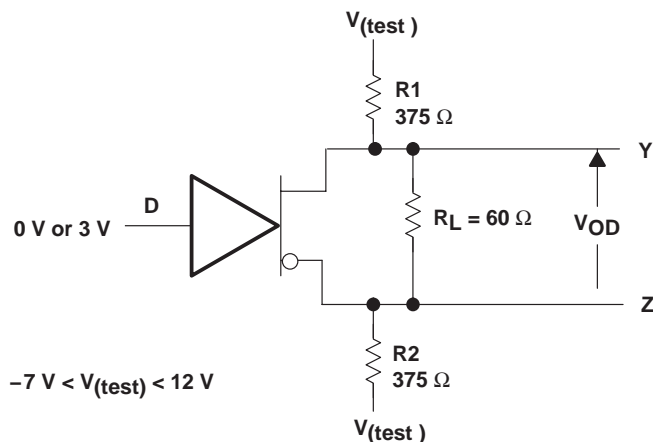 V(test)
R1
375 Ω
Y
D
0 V or 3 V
RL = 60 Ω
VOD
Z
R2
375 Ω
–7 V < V(test) < 12 V
V(test)